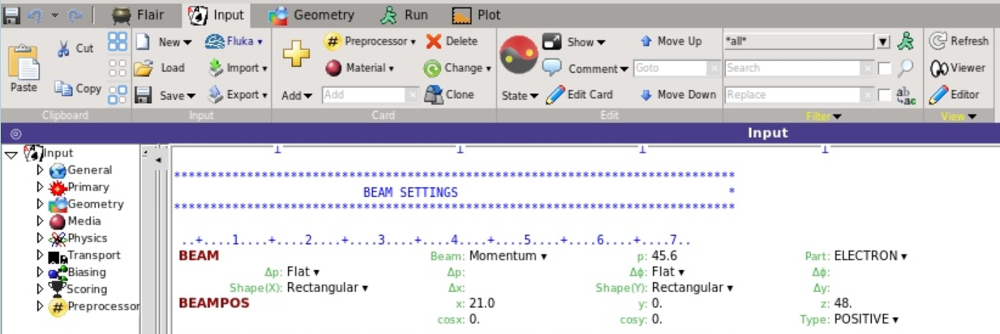 Flair Input Geometry Run Plot
Paste Cut Copy New Load Save Fluka Import Export Add Preprocessor Material Add Delete Change Clone State Show Comment Edit Card Move Up Goto Move Down *all* Search Replace ab ac Refresh Viewer Editor
Clipboard Input Card Edit Filter View
Input
Input
General
Primary
Geometry
Media
Physics
Transport
Biasing
Scoring
Preprocessor
*****************************************************************************
BEAM SETTINGS *
*****************************************************************************
..+....1....+....2....+....3....+....4....+....5....+....6....+....7..
BEAM Beam: Momentum p: 45.6 Part: ELECTRON
Δp: Flat Δp: Δϕ: Flat Δϕ:
Shape(X): Rectangular Δx: Shape(Y): Rectangular Δy:
BEAMPOS x: 21.0 y: 0. z: 48.
cosx: 0. cosy: 0. Type: POSITIVE